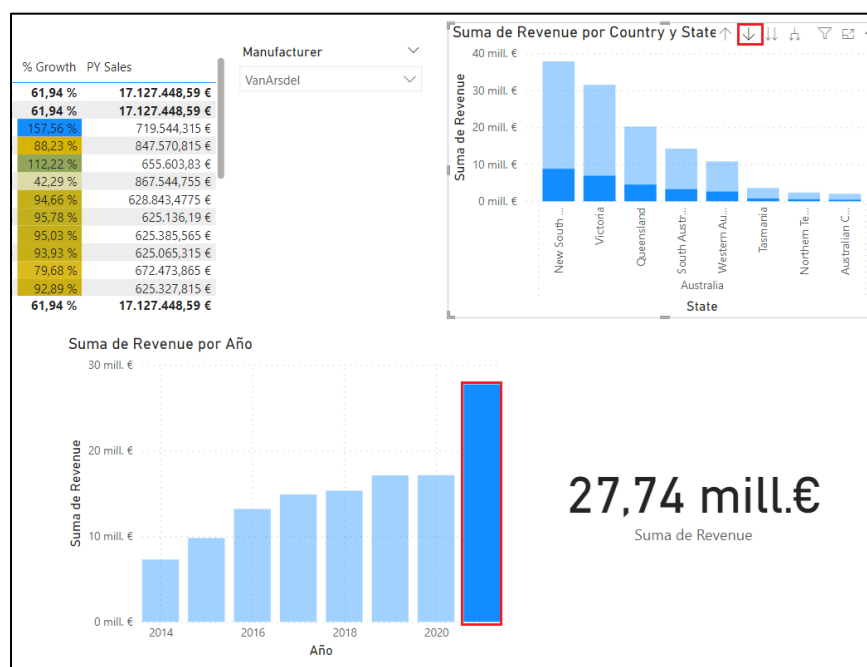 % Growth PY Sales
61,94 % 17.127.448,59 €
61,94 % 17.127.448,59 €
157,56 % 719.544,315 €
88,23 % 847.570,815 €
112,22 % 655.603,83 €
42,29 % 867.544,755 €
94,66 % 628.843,4775 €
95,78 % 625.136,19 €
95,03 % 625.385,565 €
93,93 % 625.065,315 €
79,68 % 672.473,865 €
92,89 % 625.327,815 €
61,94 % 17.127.448,59 €
Manufacturer
VanArsdel
Suma de Revenue por Country y State
Suma de Revenue
40 mill. €
30 mill. €
20 mill. €
10 mill. €
0 mill. €
New South ...
Victoria
Queensland
South Austr...
Western Au...
Tasmania
Northern Te...
Australian C...
Australia
State
Suma de Revenue por Año
Suma de Revenue
30 mill. €
20 mill. €
10 mill. €
0 mill. €
2014 2016 2018 2020
Año
27,74 mill.€
Suma de Revenue